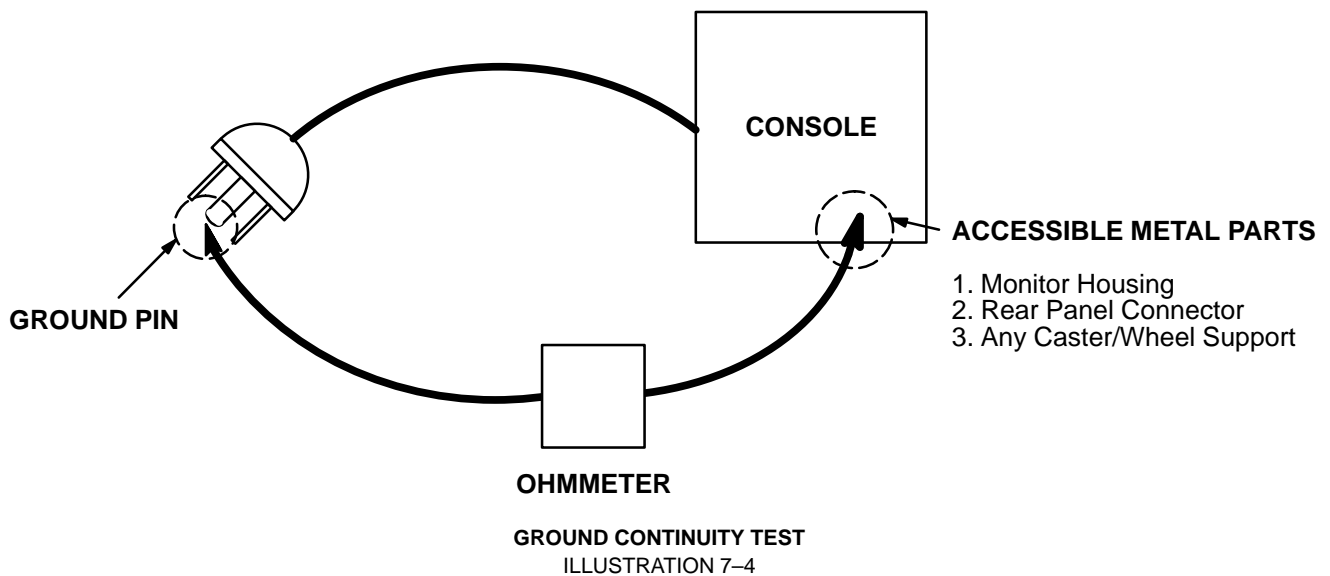 CONSOLE
ACCESSIBLE METAL PARTS
1. Monitor Housing
2. Rear Panel Connector
3. Any Caster/Wheel Support
GROUND PIN
OHMMETER
GROUND CONTINUITY TEST
ILLUSTRATION 7–4